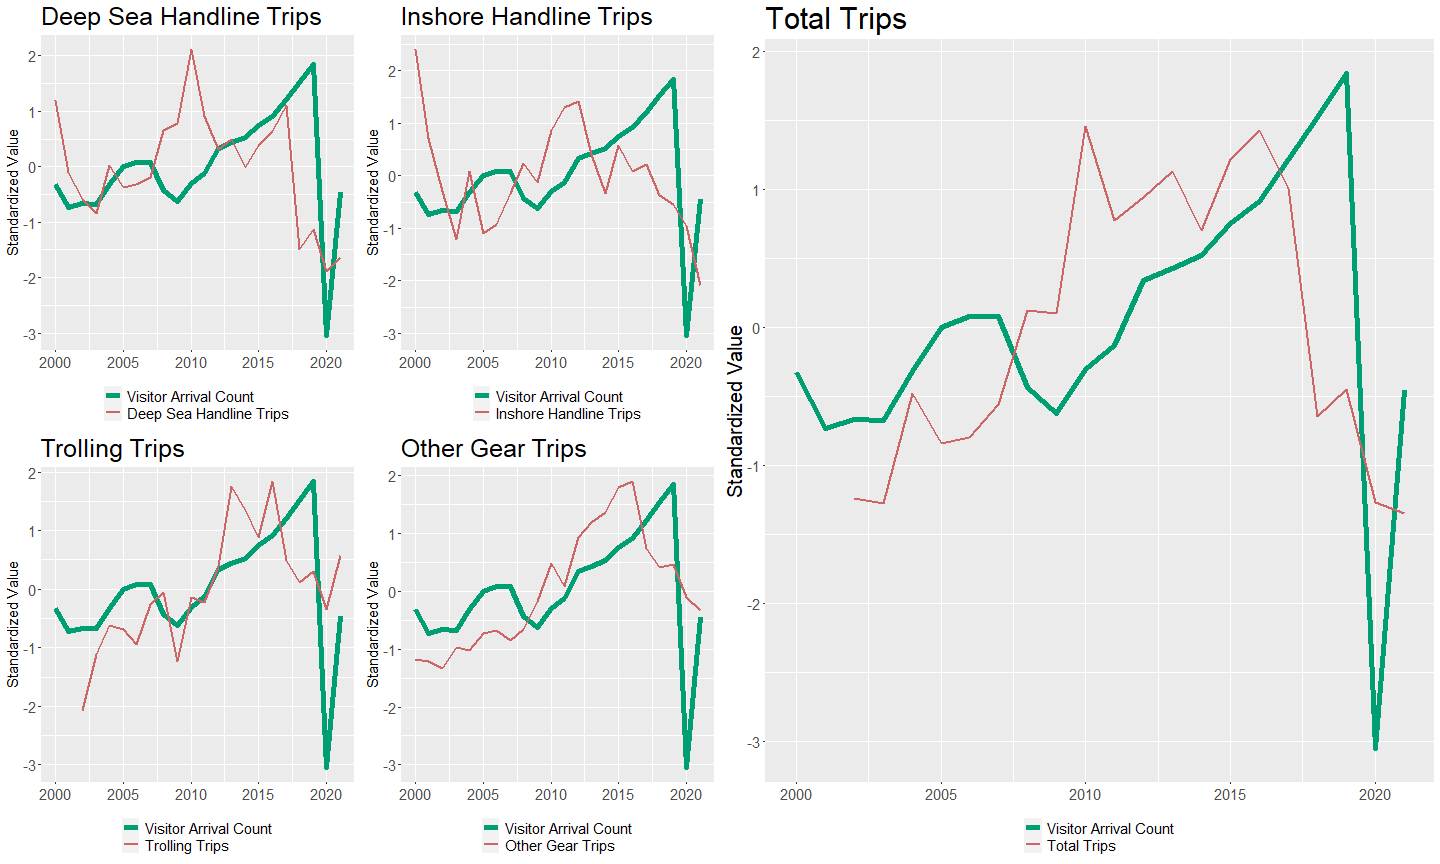 Deep Sea Handline Trips
Standardized Value
2
1
0
-1
-2
-3
2000 2005 2010 2015 2020
Visitor Arrival Count
Deep Sea Handline Trips
Inshore Handline Trips
Standardized Value
2
1
0
-1
-2
-3
2000 2005 2010 2015 2020
Visitor Arrival Count
Inshore Handline Trips
Trolling Trips
Standardized Value
2
1
0
-1
-2
-3
2000 2005 2010 2015 2020
Visitor Arrival Count
Trolling Trips
Other Gear Trips
Standardized Value
2
1
0
-1
-2
-3
2000 2005 2010 2015 2020
Visitor Arrival Count
Other Gear Trips
Total Trips
Standardized Value
2
1
0
-1
-2
-3
2000 2005 2010 2015 2020
Visitor Arrival Count
Total Trips